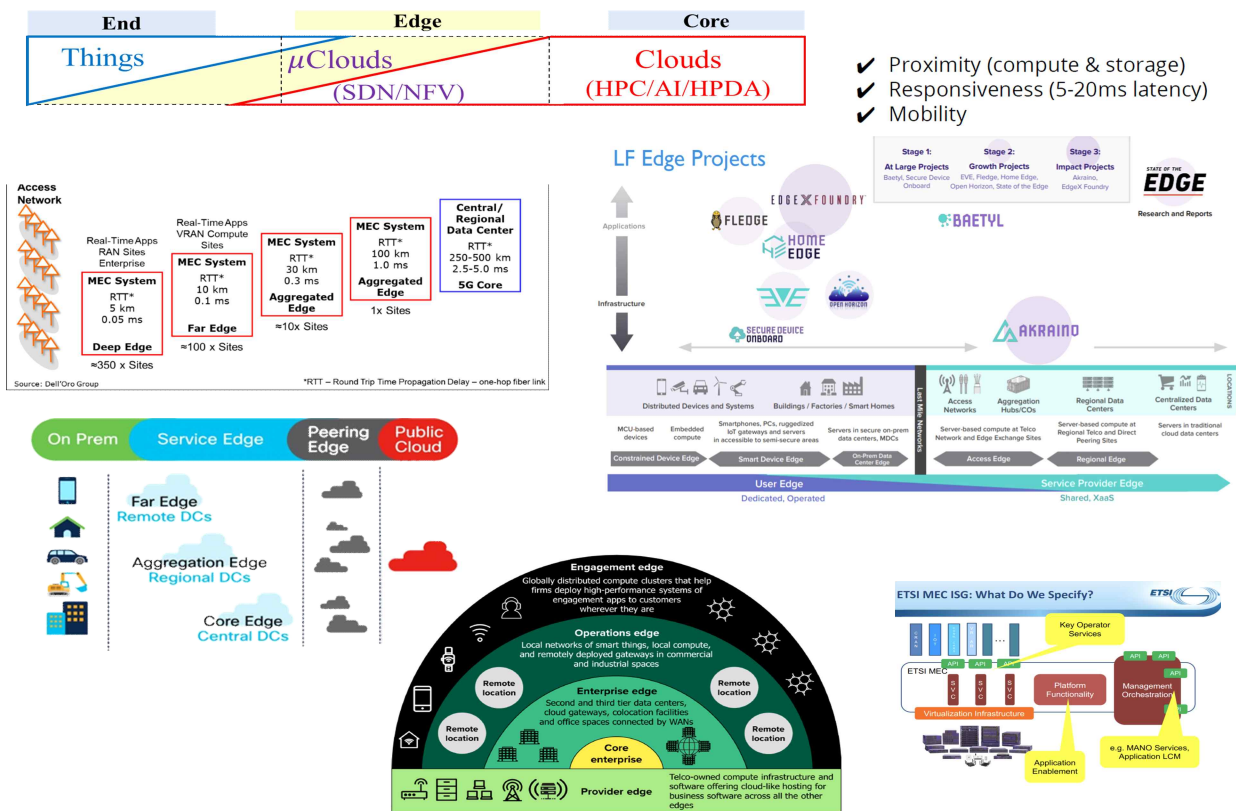 End
Edge
Core
Things
µClouds
(SDN/NFV)
Clouds
(HPC/AI/HPDA)
✔ Proximity (compute & storage)
✔ Responsiveness (5-20ms latency)
✔ Mobility
Access
Network
Real-Time Apps
RAN Sites
Enterprise
MEC System
RTT*
5 km
0.05 ms
Deep Edge
≈350 x Sites
Real-Time Apps
VRAN Compute
Sites
MEC System
RTT*
10 km
0.1 ms
Far Edge
≈100 x Sites
MEC System
RTT*
30 km
0.3 ms
Aggregated
Edge
≈10x Sites
MEC System
RTT*
100 km
1.0 ms
Aggregated
Edge
1x Sites
Central/
Regional
Data Center
RTT*
250-500 km
2.5-5.0 ms
5G Core
Source: Dell'Oro Group
*RTT – Round Trip Time Propagation Delay – one-hop fiber link
LF Edge Projects
Stage 1:
At Large Projects
Baetyl, Secure Device
Onboard
Stage 2:
Growth Projects
EVE, Fledge, Home Edge,
Open Horizon, State of the Edge
Stage 3:
Impact Projects
Akraino,
EdgeX Foundry
STATE OF THE
EDGE
Research and Reports
Applications
Infrastructure
EDGE X FOUNDRY
FLEDGE
HOME
EDGE
BAETYL
EVE
OPEN HORIZON
SECURE DEVICE
ONBOARD
AKRAINO
Distributed Devices and Systems
Buildings / Factories / Smart Homes
MCU-based
devices
Embedded
compute
Smartphones, PCs, ruggedized
IoT gateways and servers
in accessible to semi-secure areas
Servers in secure on-prem
data centers, MDCs
Constrained Device Edge
Smart Device Edge
On-Prem Data
Center Edge
Last Mile Networks
Access
Networks
Aggregation
Hubs/COs
Regional Data
Centers
Centralized Data
Centers
LOCATIONS
Server-based compute at Telco
Network and Edge Exchange Sites
Server-based compute at
Regional Telco and Direct
Peering Sites
Servers in traditional
cloud data centers
Access Edge
Regional Edge
User Edge
Dedicated, Operated
Service Provider Edge
Shared, XaaS
On Prem
Service Edge
Peering
Edge
Public
Cloud
Far Edge
Remote DCs
Aggregation Edge
Regional DCs
Core Edge
Central DCs
Engagement edge
Globally distributed compute clusters that help
firms deploy high-performance systems of
engagement apps to customers
wherever they are
Operations edge
Local networks of smart things, local compute,
and remotely deployed gateways in commercial
and industrial spaces
Remote
location
Remote
location
Remote
location
Remote
location
Enterprise edge
Second and third tier data centers,
cloud gateways, colocation facilities
and office spaces connected by WANs
Core
enterprise
Provider edge
Telco-owned compute infrastructure and
software offering cloud-like hosting for
business software across all the other
edges
ETSI MEC ISG: What Do We Specify?
ETSI
Key Operator
Services
...
ETSI MEC
API
API
API
SVC
SVC
SVC
Platform
Functionality
API
API
API
Management
Orchestration
Virtualization Infrastructure
Application
Enablement
e.g. MANO Services,
Application LCM